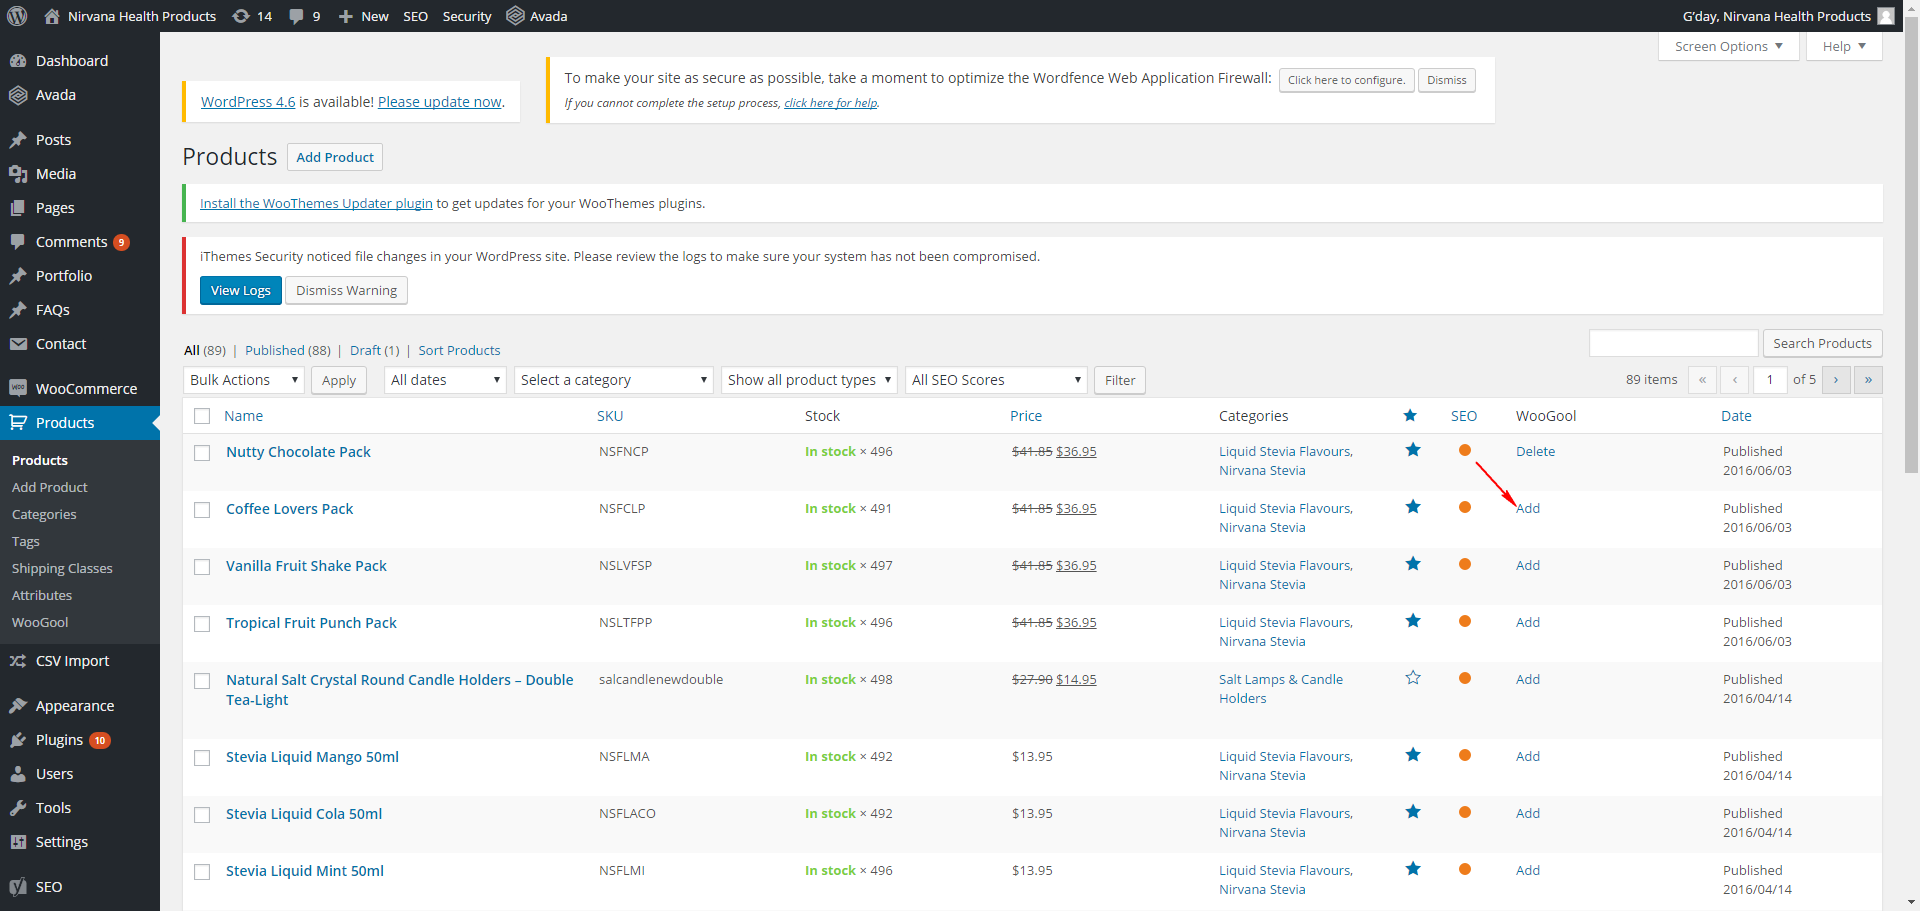 Nirvana Health Products 14 9 New SEO Security Avada G'day, Nirvana Health Products
Screen Options Help
Dashboard
Avada
Posts
Media
Pages
Comments 9
Portfolio
FAQs
Contact
WooCommerce
Products
Products
Add Product
Categories
Tags
Shipping Classes
Attributes
WooGool
CSV Import
Appearance
Plugins 10
Users
Tools
Settings
SEO
WordPress 4.6 is available! Please update now.
To make your site as secure as possible, take a moment to optimize the Wordfence Web Application Firewall: Click here to configure. Dismiss
If you cannot complete the setup process, click here for help.
Products Add Product
Install the WooThemes Updater plugin to get updates for your WooThemes plugins.
iThemes Security noticed file changes in your WordPress site. Please review the logs to make sure your system has not been compromised.
View Logs Dismiss Warning
All (89) | Published (88) | Draft (1) | Sort Products
Search Products
Bulk Actions Apply All dates Select a category Show all product types All SEO Scores Filter 89 items « ‹ 1 of 5 › »
Name SKU Stock Price Categories SEO WooGool Date
Nutty Chocolate Pack NSFNCP In stock × 496 $41.85 $36.95 Liquid Stevia Flavours, Delete Published
Nirvana Stevia 2016/06/03
Coffee Lovers Pack NSFCLP In stock × 491 $41.85 $36.95 Liquid Stevia Flavours, Add Published
Nirvana Stevia 2016/06/03
Vanilla Fruit Shake Pack NSLVFSP In stock × 497 $41.85 $36.95 Liquid Stevia Flavours, Add Published
Nirvana Stevia 2016/06/03
Tropical Fruit Punch Pack NSLTFPP In stock × 496 $41.85 $36.95 Liquid Stevia Flavours, Add Published
Nirvana Stevia 2016/06/03
Natural Salt Crystal Round Candle Holders – Double salcandlenewdouble In stock × 498 $27.90 $14.95 Salt Lamps & Candle Add Published
Tea-Light Holders 2016/04/14
Stevia Liquid Mango 50ml NSFLMA In stock × 492 $13.95 Liquid Stevia Flavours, Add Published
Nirvana Stevia 2016/04/14
Stevia Liquid Cola 50ml NSFLACO In stock × 492 $13.95 Liquid Stevia Flavours, Add Published
Nirvana Stevia 2016/04/14
Stevia Liquid Mint 50ml NSFLMI In stock × 496 $13.95 Liquid Stevia Flavours, Add Published
Nirvana Stevia 2016/04/14